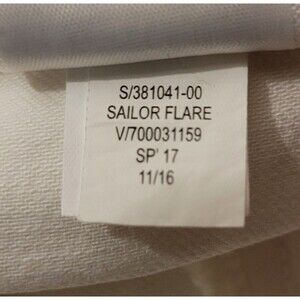 S/381041-00
SAILOR FLARE
V/700031159
SP' 17
11/16